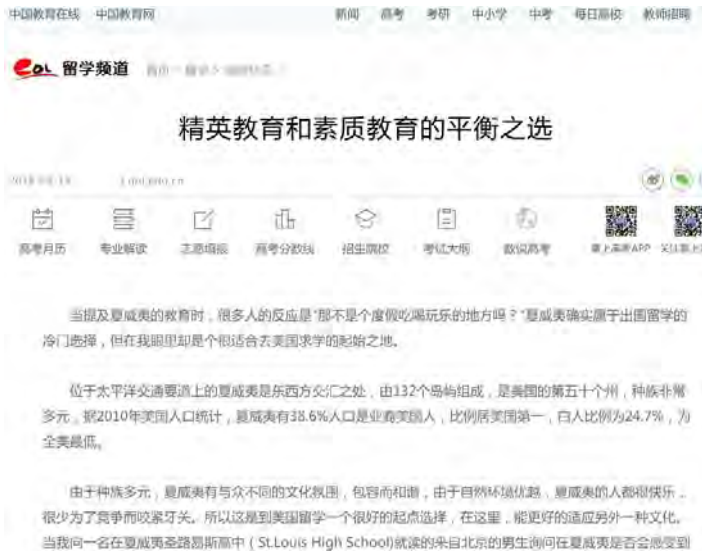 中国教育在线 中国教育网 新闻 高考 考研 中小学 中考 每日高校 教师招聘
eol 留学频道
精英教育和素质教育的平衡之选
高考月历 专业解读 志愿填报 高考分数线 招生院校 考试大纲 数说高考 掌上高考APP
当提及夏威夷的教育时，很多人的反应是“那不是个度假吃喝玩乐的地方吗？”夏威夷确实属于出国留学的
冷门选择，但在我眼里却是个很适合去美国求学的起始之地。
位于太平洋交通要道上的夏威夷是东西方交汇之处，由132个岛屿组成，是美国的第五十个州，种族非常
多元，据2010年美国人口统计，夏威夷有38.6%人口是亚裔美国人，比例居美国第一，白人比例为24.7%，为
全美最低。
由于种族多元，夏威夷有与众不同的文化氛围，包容而和谐，由于自然环境优越，夏威夷的人都很快乐，
很少为了竞争而咬紧牙关。所以这是到美国留学一个很好的起点选择，在这里，能更好的适应另外一种文化。
当我问一名在夏威夷圣路易斯高中（St.Louis High School)就读的来自北京的男生询问在夏威夷是否会感受到